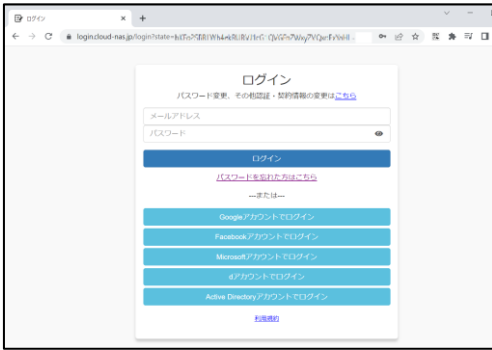 ログイン
login.cloud-nas.jp/login?state=
ログイン
パスワード変更、その他認証・契約情報の変更はこちら
メールアドレス
パスワード
ログイン
パスワードを忘れた方はこちら
---または---
Googleアカウントでログイン
Facebookアカウントでログイン
Microsoftアカウントでログイン
dアカウントでログイン
Active Directoryアカウントでログイン
利用規約